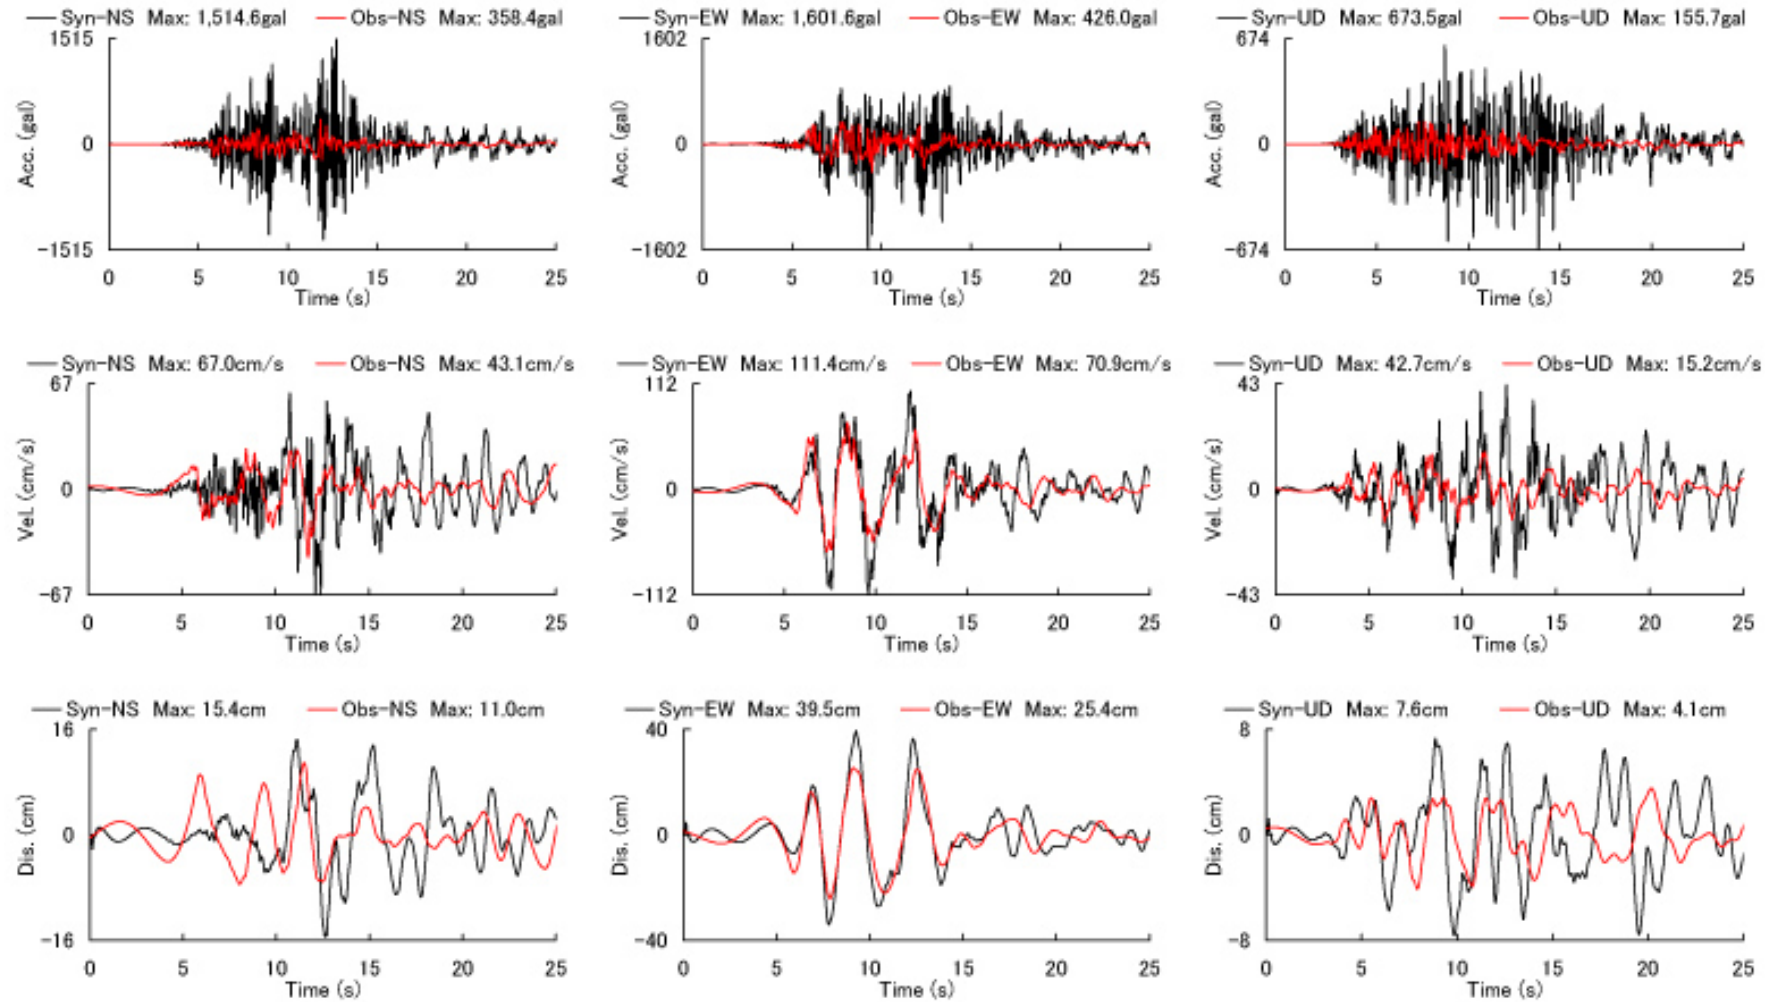 Syn-NS Max: 1,514.6gal Obs-NS Max: 358.4gal
1515
0
-1515
Acc. (gal)
0 5 10 15 20 25
Time (s)
Syn-EW Max: 1,601.6gal Obs-EW Max: 426.0gal
1602
0
-1602
Acc. (gal)
0 5 10 15 20 25
Time (s)
Syn-UD Max: 673.5gal Obs-UD Max: 155.7gal
674
0
-674
Acc. (gal)
0 5 10 15 20 25
Time (s)
Syn-NS Max: 67.0cm/s Obs-NS Max: 43.1cm/s
67
0
-67
Vel. (cm/s)
0 5 10 15 20 25
Time (s)
Syn-EW Max: 111.4cm/s Obs-EW Max: 70.9cm/s
112
0
-112
Vel. (cm/s)
0 5 10 15 20 25
Time (s)
Syn-UD Max: 42.7cm/s Obs-UD Max: 15.2cm/s
43
0
-43
Vel. (cm/s)
0 5 10 15 20 25
Time (s)
Syn-NS Max: 15.4cm Obs-NS Max: 11.0cm
16
0
-16
Dis. (cm)
0 5 10 15 20 25
Time (s)
Syn-EW Max: 39.5cm Obs-EW Max: 25.4cm
40
0
-40
Dis. (cm)
0 5 10 15 20 25
Time (s)
Syn-UD Max: 7.6cm Obs-UD Max: 4.1cm
8
0
-8
Dis. (cm)
0 5 10 15 20 25
Time (s)